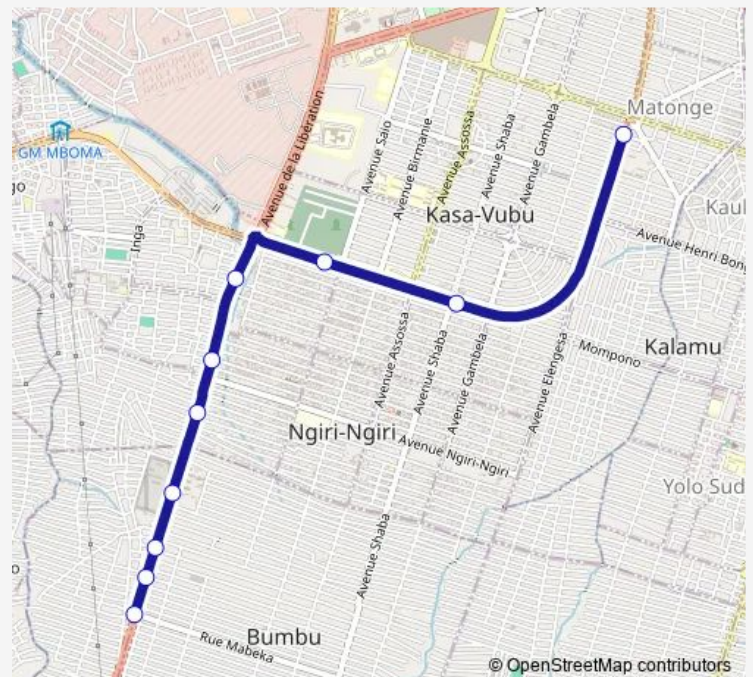 Matonge
GM MBOMA
Avenue de la Libération
Avenue Saio
Avenue Birmanie
Avenue Assossa
Avenue Shaba
Avenue Gambela
go
Kasa-Vubu
Kaul
Inga
Avenue Henri Bong
Mompono
Kalamu
Avenue Assossa
Avenue Shaba
Avenue Gambela
Avenue Elengesa
Ngiri-Ngiri
Avenue Ngiri-Ngiri
Yolo Sud
Avenue Shaba
o
Bumbu
Rue Mabeka
© OpenStreetMap contributors